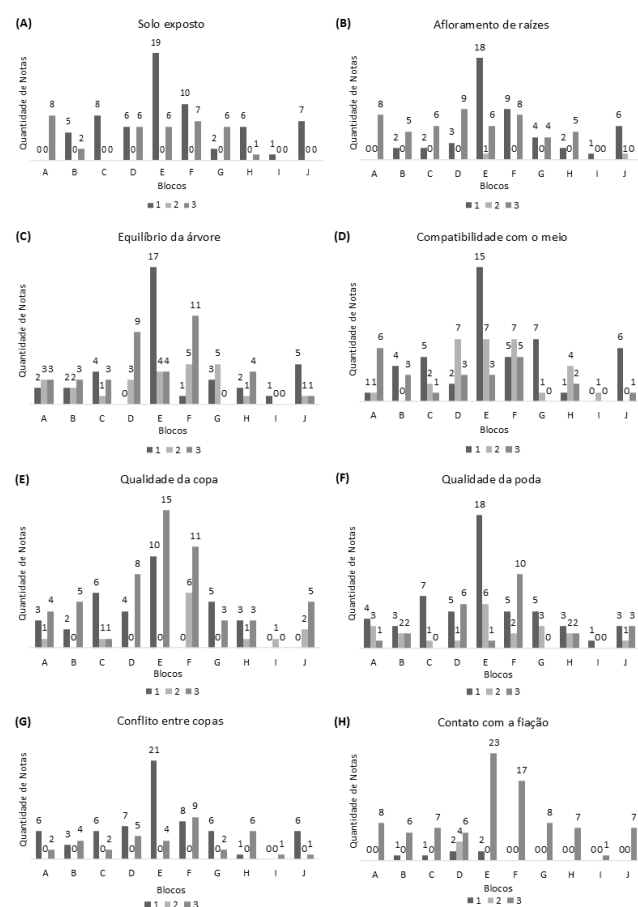 (A)
Solo exposto
Quantidade de Notas
0 0 8 5 0 2 8 0 0 6 0 6 19 0 6 10 0 7 2 0 6 6 0 1 1 0 0 7 0 0
A B C D E F G H I J
Blocos
1 2 3
(B)
Afloramento de raízes
Quantidade de Notas
0 0 8 2 0 5 2 0 6 3 0 9 18 1 6 9 0 8 4 0 4 2 0 5 1 0 0 6 1 0
A B C D E F G H I J
Blocos
1 2 3
(C)
Equilíbrio da árvore
Quantidade de Notas
2 3 3 2 2 3 4 1 3 0 3 9 17 4 4 1 5 11 3 5 0 2 1 4 1 0 0 5 1 1
A B C D E F G H I J
Blocos
1 2 3
(D)
Compatibilidade com o meio
Quantidade de Notas
1 1 6 4 0 3 5 2 1 2 7 3 15 7 3 5 7 5 7 1 0 1 4 2 0 1 0 6 0 1
A B C D E F G H I J
Blocos
1 2 3
(E)
Qualidade da copa
Quantidade de Notas
3 1 4 2 0 5 6 1 1 4 0 8 10 0 15 0 6 11 5 0 3 3 1 3 0 1 0 0 2 5
A B C D E F G H I J
Blocos
1 2 3
(F)
Qualidade da poda
Quantidade de Notas
4 3 1 3 2 2 7 1 0 5 1 6 18 6 1 5 2 10 5 3 0 3 2 2 1 0 0 3 1 3
A B C D E F G H I J
Blocos
1 2 3
(G)
Conflito entre copas
Quantidade de Notas
6 0 2 3 0 4 6 0 2 7 0 5 21 0 4 8 0 9 6 0 2 1 0 6 0 0 1 6 0 1
A B C D E F G H I J
Blocos
1 2 3
(H)
Contato com a fiação
Quantidade de Notas
0 0 8 1 0 6 1 0 7 2 4 6 2 0 23 0 0 17 0 0 8 0 0 7 0 0 1 0 0 7
A B C D E F G H I J
Blocos
1 2 3